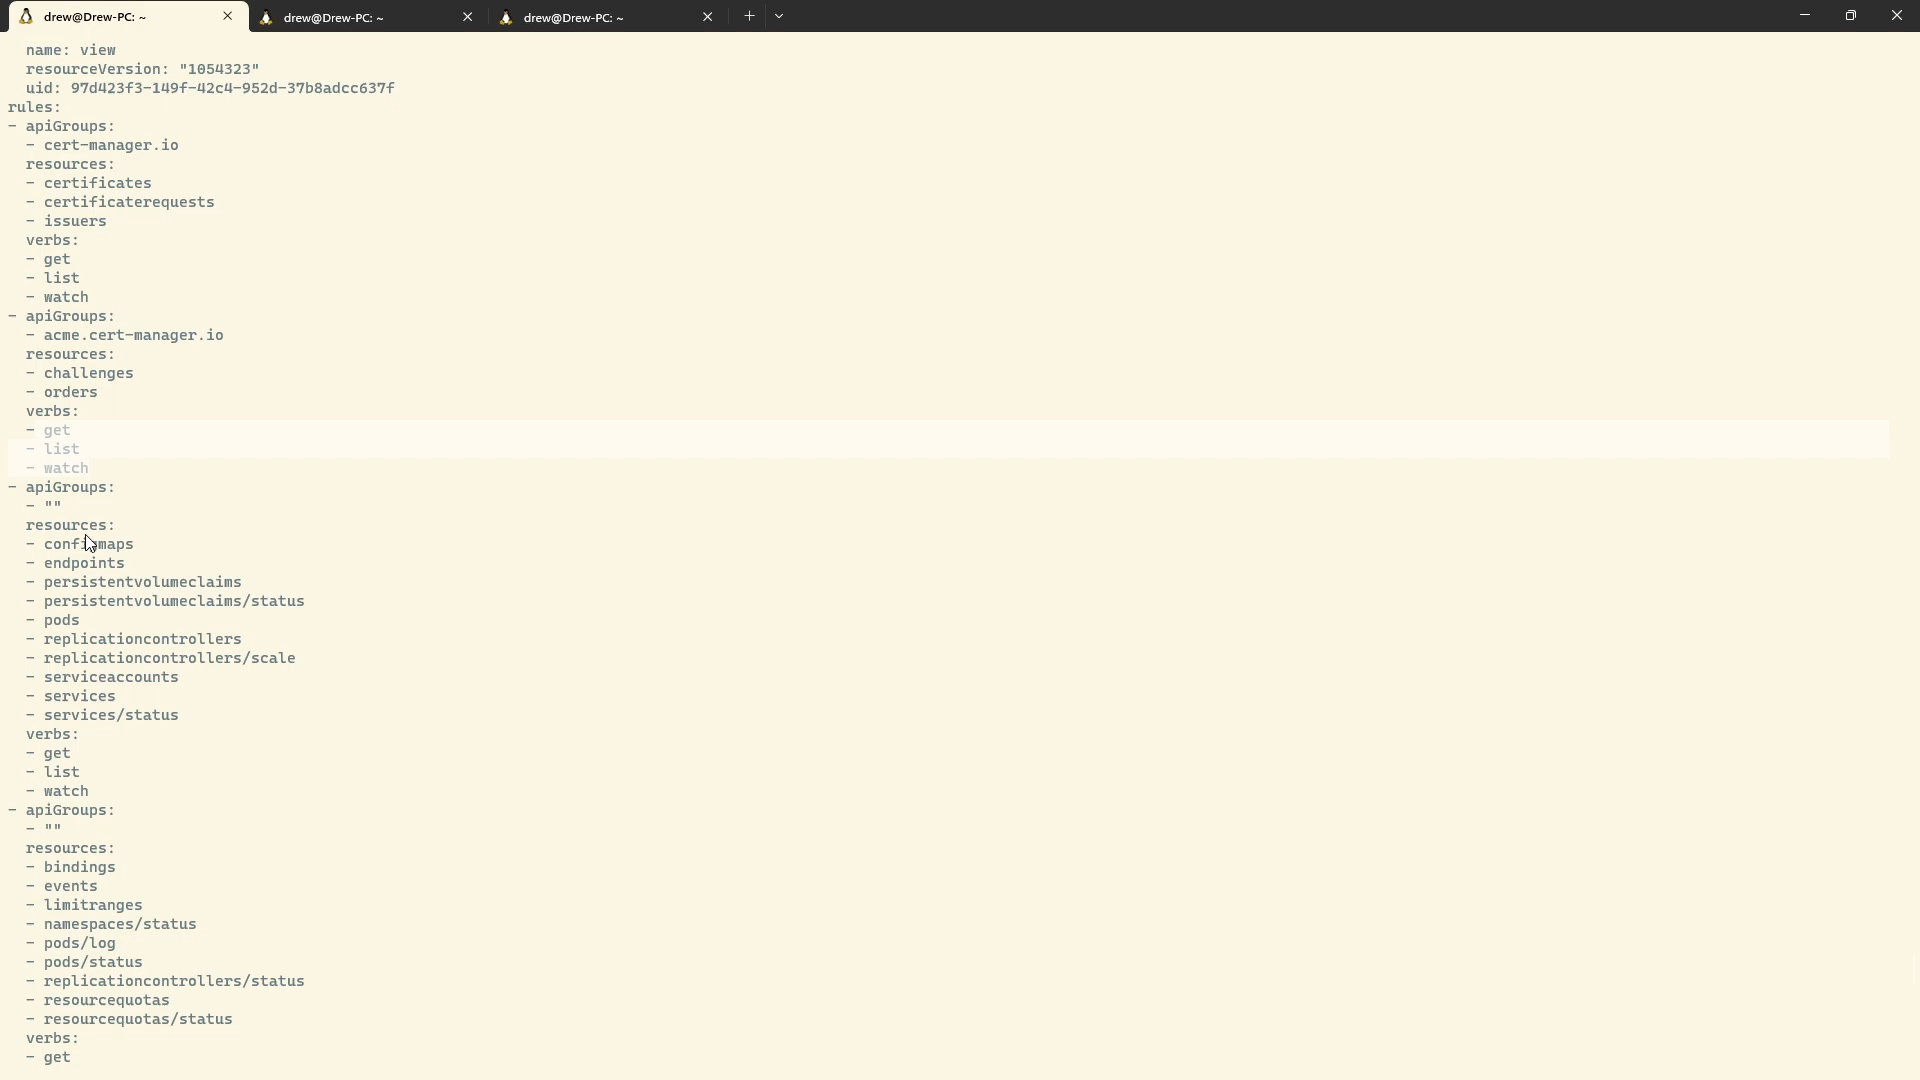 drew@Drew-PC: ~
drew@Drew-PC: ~
drew@Drew-PC: ~
  name: view
  resourceVersion: "1054323"
  uid: 97d423f3-149f-42c4-952d-37b8adcc637f
rules:
- apiGroups:
  - cert-manager.io
  resources:
  - certificates
  - certificaterequests
  - issuers
  verbs:
  - get
  - list
  - watch
- apiGroups:
  - acme.cert-manager.io
  resources:
  - challenges
  - orders
  verbs:
  - get
  - list
  - watch
- apiGroups:
  - ""
  resources:
  - configmaps
  - endpoints
  - persistentvolumeclaims
  - persistentvolumeclaims/status
  - pods
  - replicationcontrollers
  - replicationcontrollers/scale
  - serviceaccounts
  - services
  - services/status
  verbs:
  - get
  - list
  - watch
- apiGroups:
  - ""
  resources:
  - bindings
  - events
  - limitranges
  - namespaces/status
  - pods/log
  - pods/status
  - replicationcontrollers/status
  - resourcequotas
  - resourcequotas/status
  verbs:
  - get